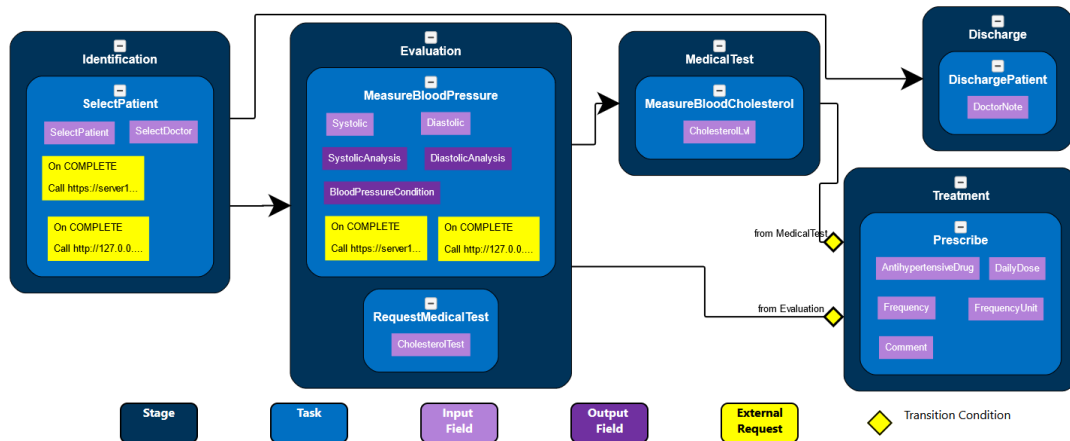 Identification
SelectPatient
SelectPatient
SelectDoctor
On COMPLETE
Call https://server1...
On COMPLETE
Call http://127.0.0....
Evaluation
MeasureBloodPressure
Systolic
Diastolic
SystolicAnalysis
DiastolicAnalysis
BloodPressureCondition
On COMPLETE
Call https://server1...
On COMPLETE
Call http://127.0.0....
RequestMedicalTest
CholesterolTest
MedicalTest
MeasureBloodCholesterol
CholesterolLvl
Discharge
DischargePatient
DoctorNote
from MedicalTest
from Evaluation
Treatment
Prescribe
AntihypertensiveDrug
DailyDose
Frequency
FrequencyUnit
Comment
Stage
Task
Input
Field
Output
Field
External
Request
Transition Condition